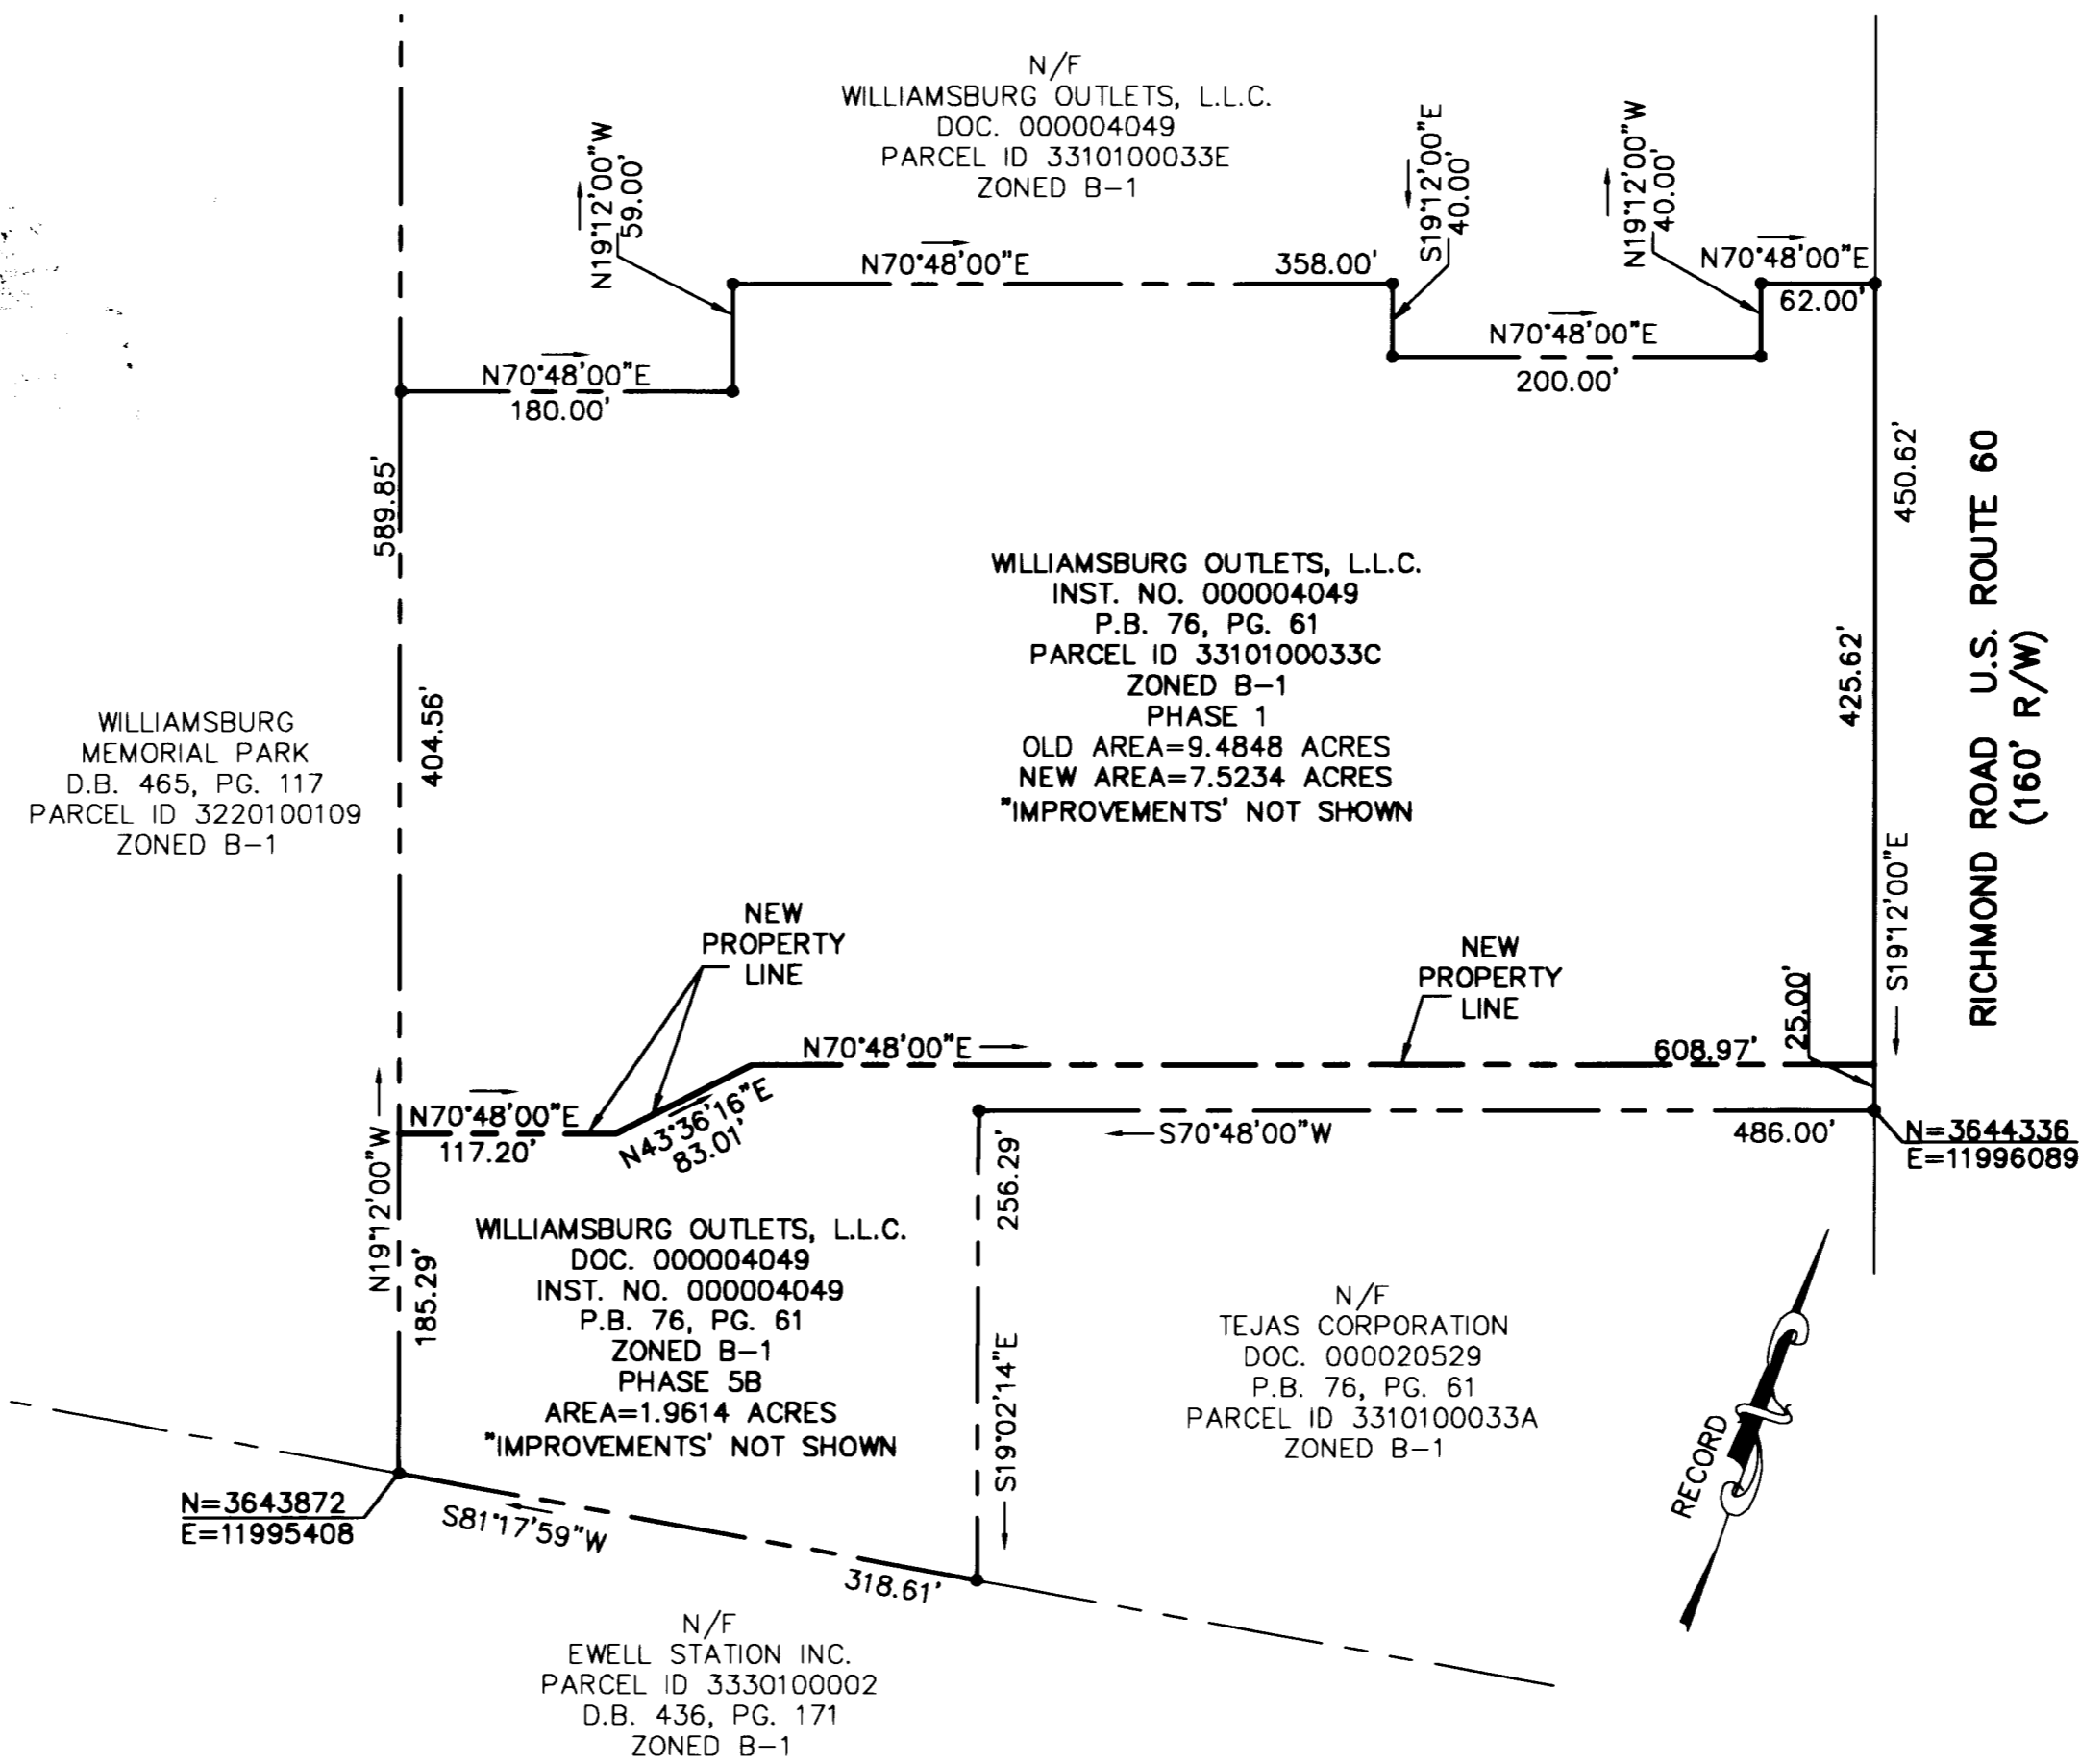 N/F
WILLIAMSBURG OUTLETS, L.L.C.
DOC. 000004049
PARCEL ID 3310100033E
ZONED B-1
N19°12'00"W
59.00'
N70°48'00"E
358.00'
S19°12'00"E
40.00'
N19°12'00"W
40.00'
N70°48'00"E
62.00'
N70°48'00"E
200.00'
N70°48'00"E
180.00'
589.85'
404.56'
450.62'
425.62'
RICHMOND ROAD U.S. ROUTE 60
(160' R/W)
S19°12'00"E
WILLIAMSBURG OUTLETS, L.L.C.
INST. NO. 000004049
P.B. 76, PG. 61
PARCEL ID 3310100033C
ZONED B-1
PHASE 1
OLD AREA=9.4848 ACRES
NEW AREA=7.5234 ACRES
"IMPROVEMENTS' NOT SHOWN
WILLIAMSBURG
MEMORIAL PARK
D.B. 465, PG. 117
PARCEL ID 3220100109
ZONED B-1
NEW
PROPERTY
LINE
NEW
PROPERTY
LINE
25.00'
N70°48'00"E
608.97'
N70°48'00"E
117.20'
N43°36'16"E
83.01'
S70°48'00"W
486.00'
N=3644336
E=11996089
N19°12'00"W
185.29'
256.29'
S19°02'14"E
WILLIAMSBURG OUTLETS, L.L.C.
DOC. 000004049
INST. NO. 000004049
P.B. 76, PG. 61
ZONED B-1
PHASE 5B
AREA=1.9614 ACRES
"IMPROVEMENTS' NOT SHOWN
N/F
TEJAS CORPORATION
DOC. 000020529
P.B. 76, PG. 61
PARCEL ID 3310100033A
ZONED B-1
RECORD
N=3643872
E=11995408
S81°17'59"W
318.61'
N/F
EWELL STATION INC.
PARCEL ID 3330100002
D.B. 436, PG. 171
ZONED B-1